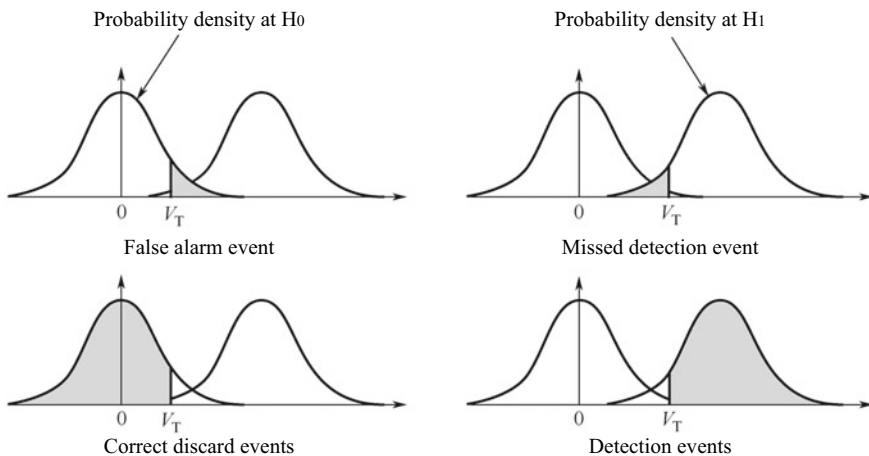 Probability density at H0
Probability density at H1
0
VT
0
VT
False alarm event
Missed detection event
0
VT
0
VT
Correct discard events
Detection events